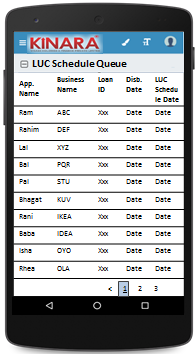 KINARA
LUC Schedule Queue
App. Name Business Name Loan ID Disb. Date LUC Schedu le Date
Ram ABC Xxx Date Date
Rahim DEF Xxx Date Date
Lal XYZ Xxx Date Date
Bal PQR Xxx Date Date
Pal STU Xxx Date Date
Bhagat KUV Xxx Date Date
Rani IKEA Xxx Date Date
Baba IDEA Xxx Date Date
Isha OYO Xxx Date Date
Rhea OLA Xxx Date Date
< 1 2 3